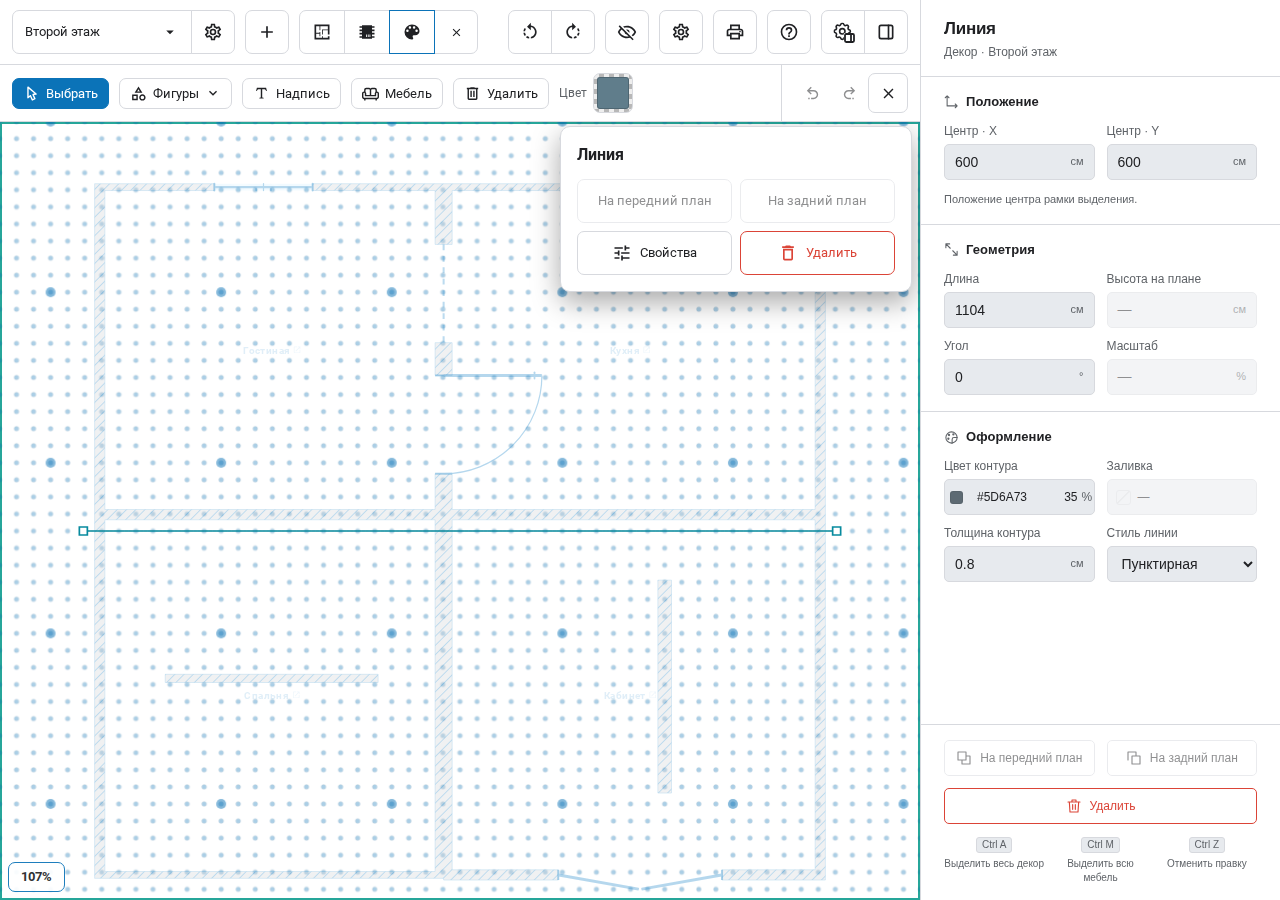 Второй этаж
Выбрать
Фигуры
Надпись
Мебель
Удалить
Цвет
Линия
На передний план
На задний план
Свойства
Удалить
Гостиная
Кухня
Спальня
Кабинет
107%
Линия
Декор · Второй этаж
Положение
Центр · X
Центр · Y
600 см
600 см
Положение центра рамки выделения.
Геометрия
Длина
Высота на плане
1104 см
— см
Угол
Масштаб
0 °
— %
Оформление
Цвет контура
Заливка
#5D6A73 35 %
—
Толщина контура
Стиль линии
0.8 см
Пунктирная
На передний план
На задний план
Удалить
Ctrl A
Ctrl M
Ctrl Z
Выделить весь декор
Выделить всю
мебель
Отменить правку